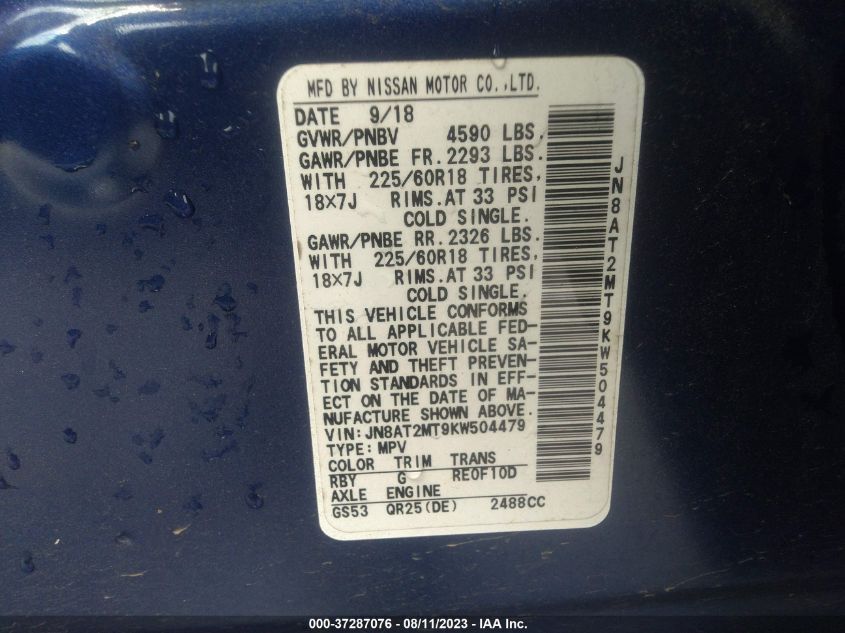 MFD BY NISSAN MOTOR CO.,LTD.
DATE 9/18
GVWR/PNBV 4590 LBS.
GAWR/PNBE FR. 2293 LBS.
WITH 225/60R18 TIRES,
18X7J RIMS. AT 33 PSI
COLD SINGLE.
GAWR/PNBE RR. 2326 LBS.
WITH 225/60R18 TIRES,
18X7J RIMS. AT 33 PSI
COLD SINGLE.
THIS VEHICLE CONFORMS
TO ALL APPLICABLE FED-
ERAL MOTOR VEHICLE SA-
FETY AND THEFT PREVEN-
TION STANDARDS IN EFF-
ECT ON THE DATE OF MA-
NUFACTURE SHOWN ABOVE.
VIN: JN8AT2MT9KW504479
TYPE: MPV
COLOR TRIM TRANS
RBY G RE0F10D
AXLE ENGINE
GS53 QR25(DE) 2488CC
JN8AT2MT9KW504479
000-37287076 - 08/11/2023 - IAA Inc.